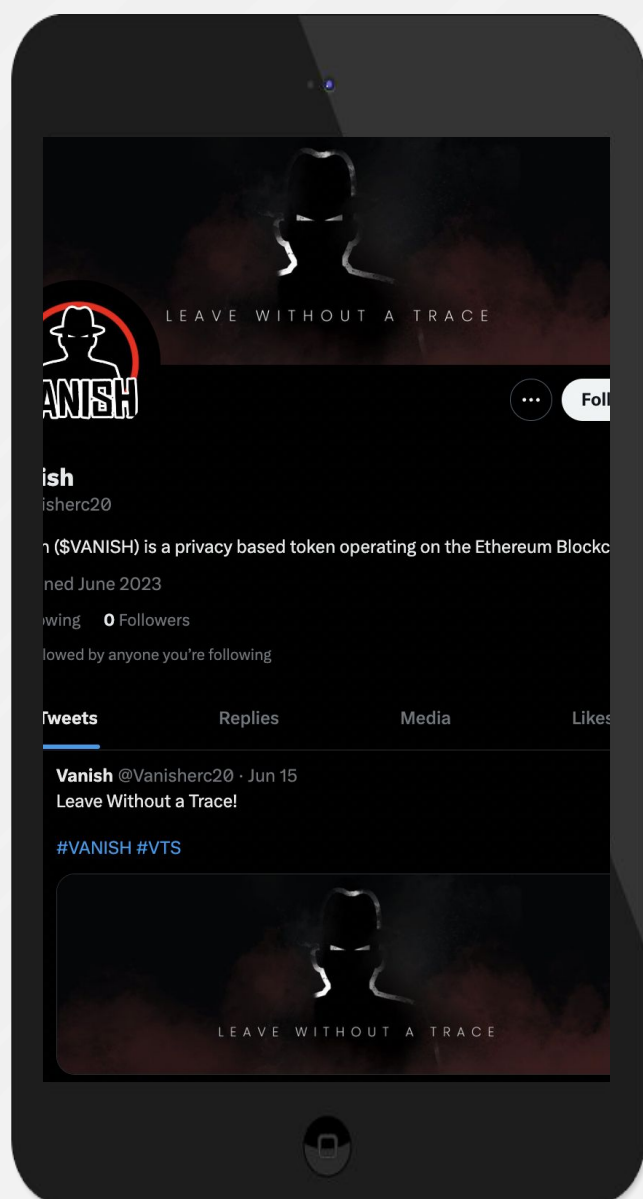 LEAVE WITHOUT A TRACE
ANISH
Foll
ish
isherc20
n ($VANISH) is a privacy based token operating on the Ethereum Blockc
ned June 2023
owing 0 Followers
lowed by anyone you're following
Tweets Replies Media Likes
Vanish @Vanisherc20 · Jun 15
Leave Without a Trace!
#VANISH #VTS
LEAVE WITHOUT A TRACE